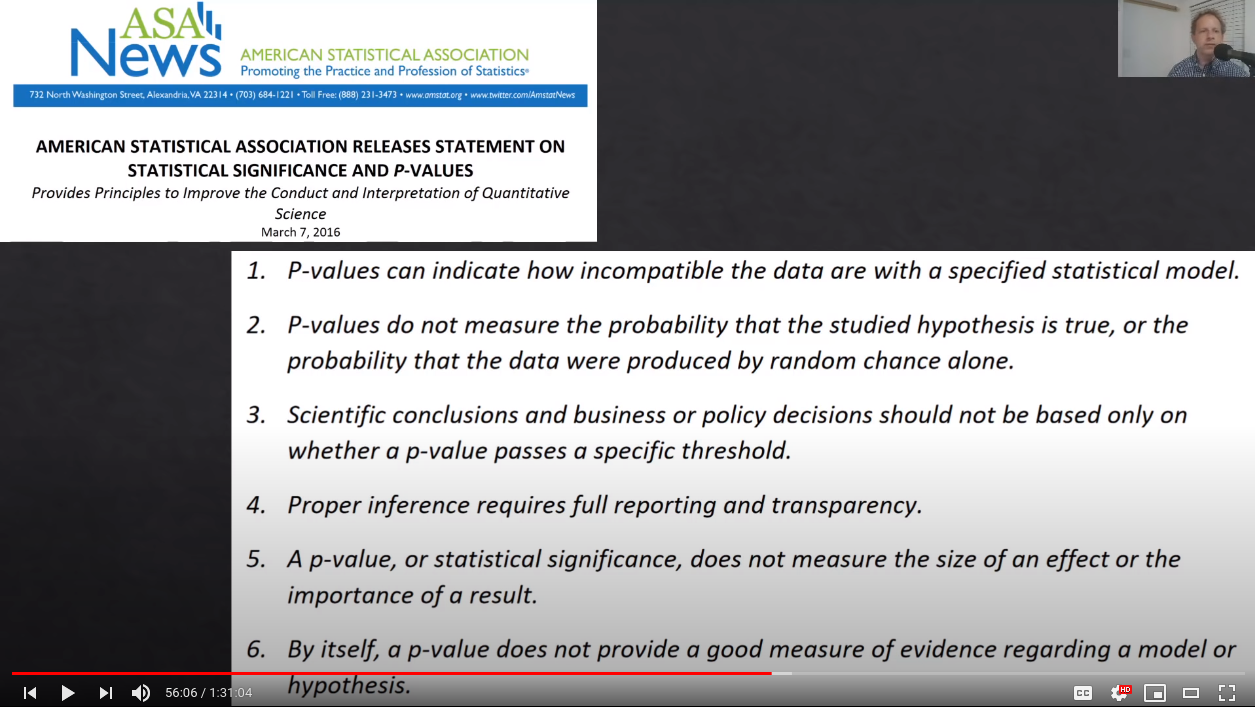 ASA
News
AMERICAN STATISTICAL ASSOCIATION
Promoting the Practice and Profession of Statistics®
732 North Washington Street, Alexandria, VA 22314 • (703) 684-1221 • Toll Free: (888) 231-3473 • www.amstat.org • www.twitter.com/AmstatNews
AMERICAN STATISTICAL ASSOCIATION RELEASES STATEMENT ON
STATISTICAL SIGNIFICANCE AND P-VALUES
Provides Principles to Improve the Conduct and Interpretation of Quantitative
Science
March 7, 2016
1. P-values can indicate how incompatible the data are with a specified statistical model.
2. P-values do not measure the probability that the studied hypothesis is true, or the
probability that the data were produced by random chance alone.
3. Scientific conclusions and business or policy decisions should not be based only on
whether a p-value passes a specific threshold.
4. Proper inference requires full reporting and transparency.
5. A p-value, or statistical significance, does not measure the size of an effect or the
importance of a result.
6. By itself, a p-value does not provide a good measure of evidence regarding a model or
hypothesis.
56:06 / 1:31:04
CC
HD